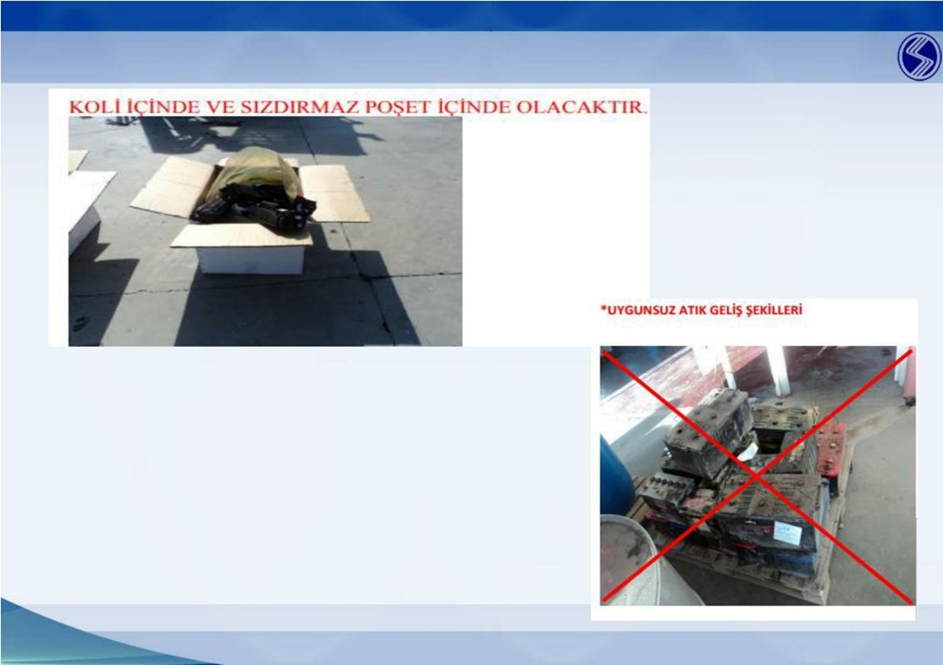 KOLİ İÇİNDE VE SIZDIRMAZ POŞET İÇİNDE OLACAKTIR.
*UYGUNSUZ ATIK GELİŞ ŞEKİLLERİ